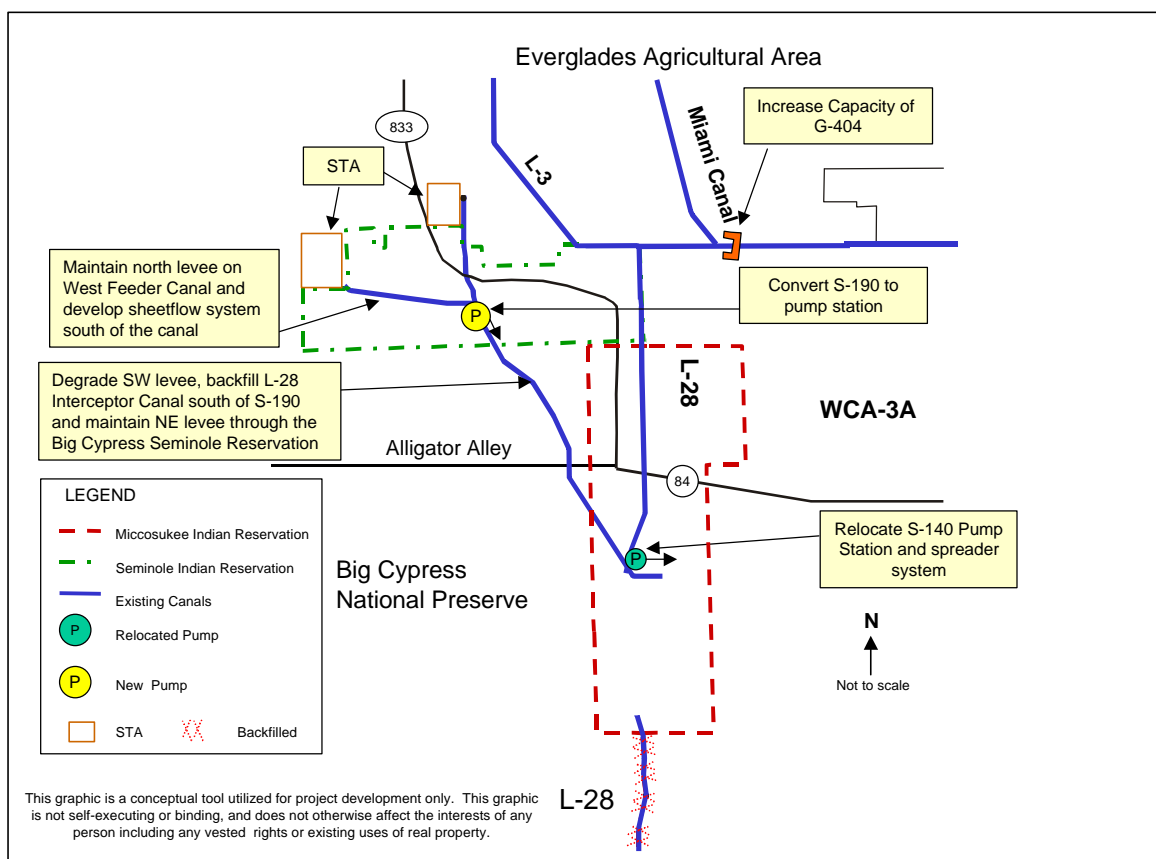 Everglades Agricultural Area
833
Miami Canal
Increase Capacity of
G-404
STA
L-3
Maintain north levee on
West Feeder Canal and
develop sheetflow system
south of the canal
P
Convert S-190 to
pump station
Degrade SW levee, backfill L-28
Interceptor Canal south of S-190
and maintain NE levee through the
Big Cypress Seminole Reservation
L-28
WCA-3A
Alligator Alley
84
LEGEND
Miccosukee Indian Reservation
Seminole Indian Reservation
Existing Canals
P
Relocated Pump
P
New Pump
STA
Backfilled
Big Cypress
National Preserve
P
Relocate S-140 Pump
Station and spreader
system
N
Not to scale
L-28
This graphic is a conceptual tool utilized for project development only. This graphic
is not self-executing or binding, and does not otherwise affect the interests of any
person including any vested rights or existing uses of real property.